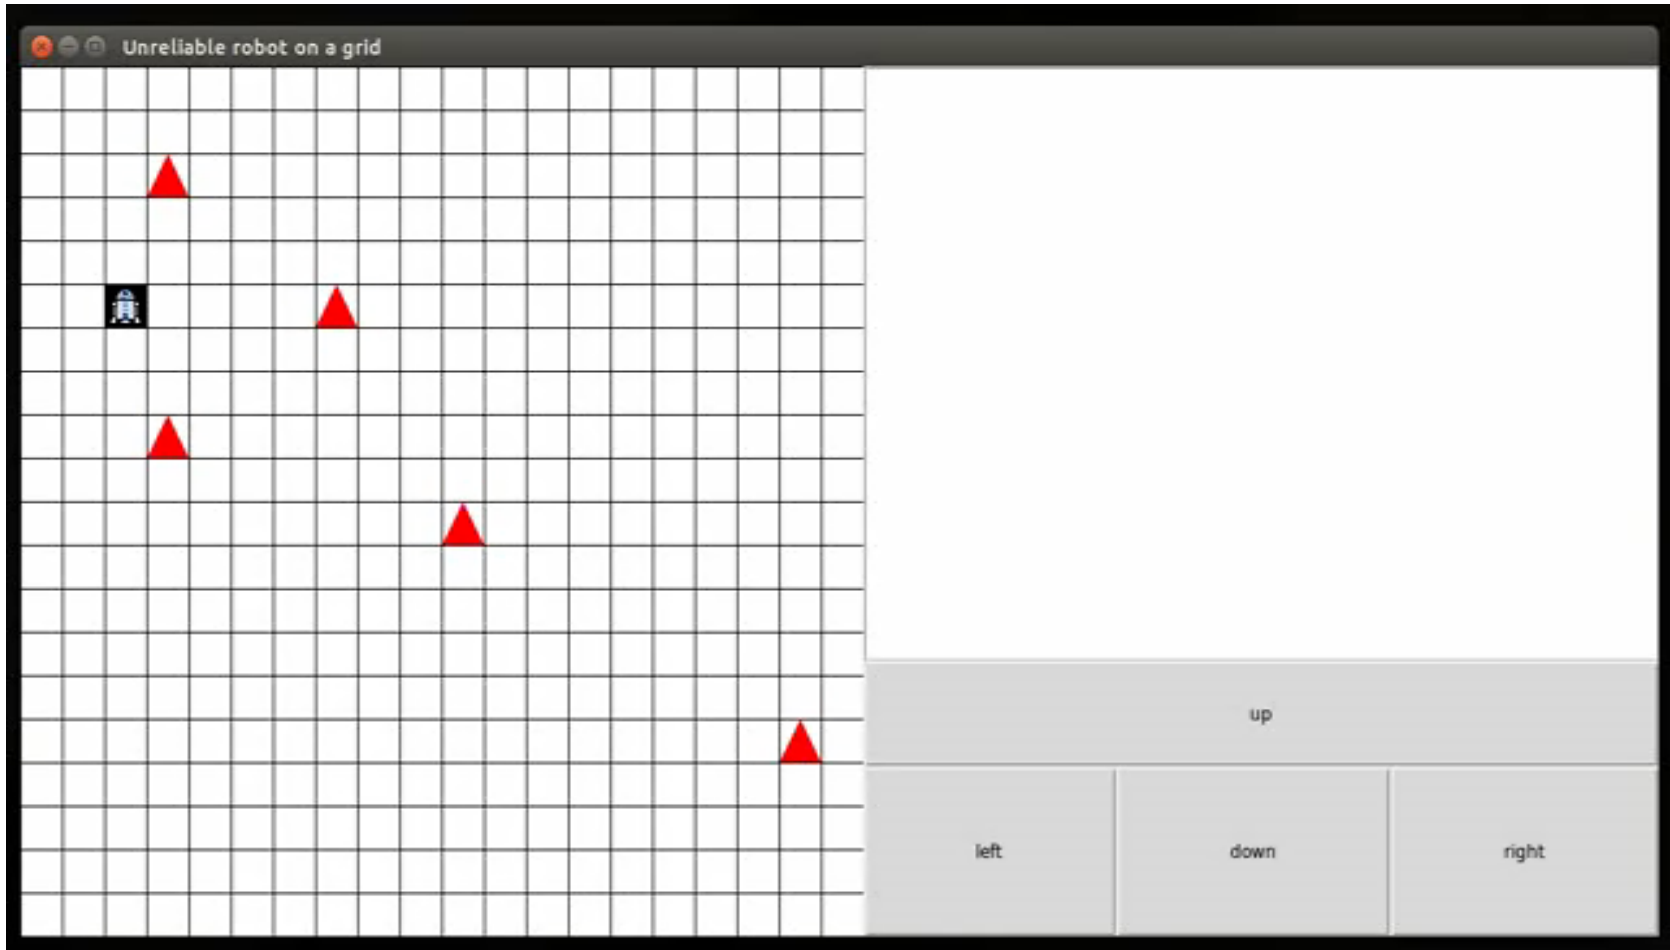 Unreliable robot on a grid
up
left
down
right